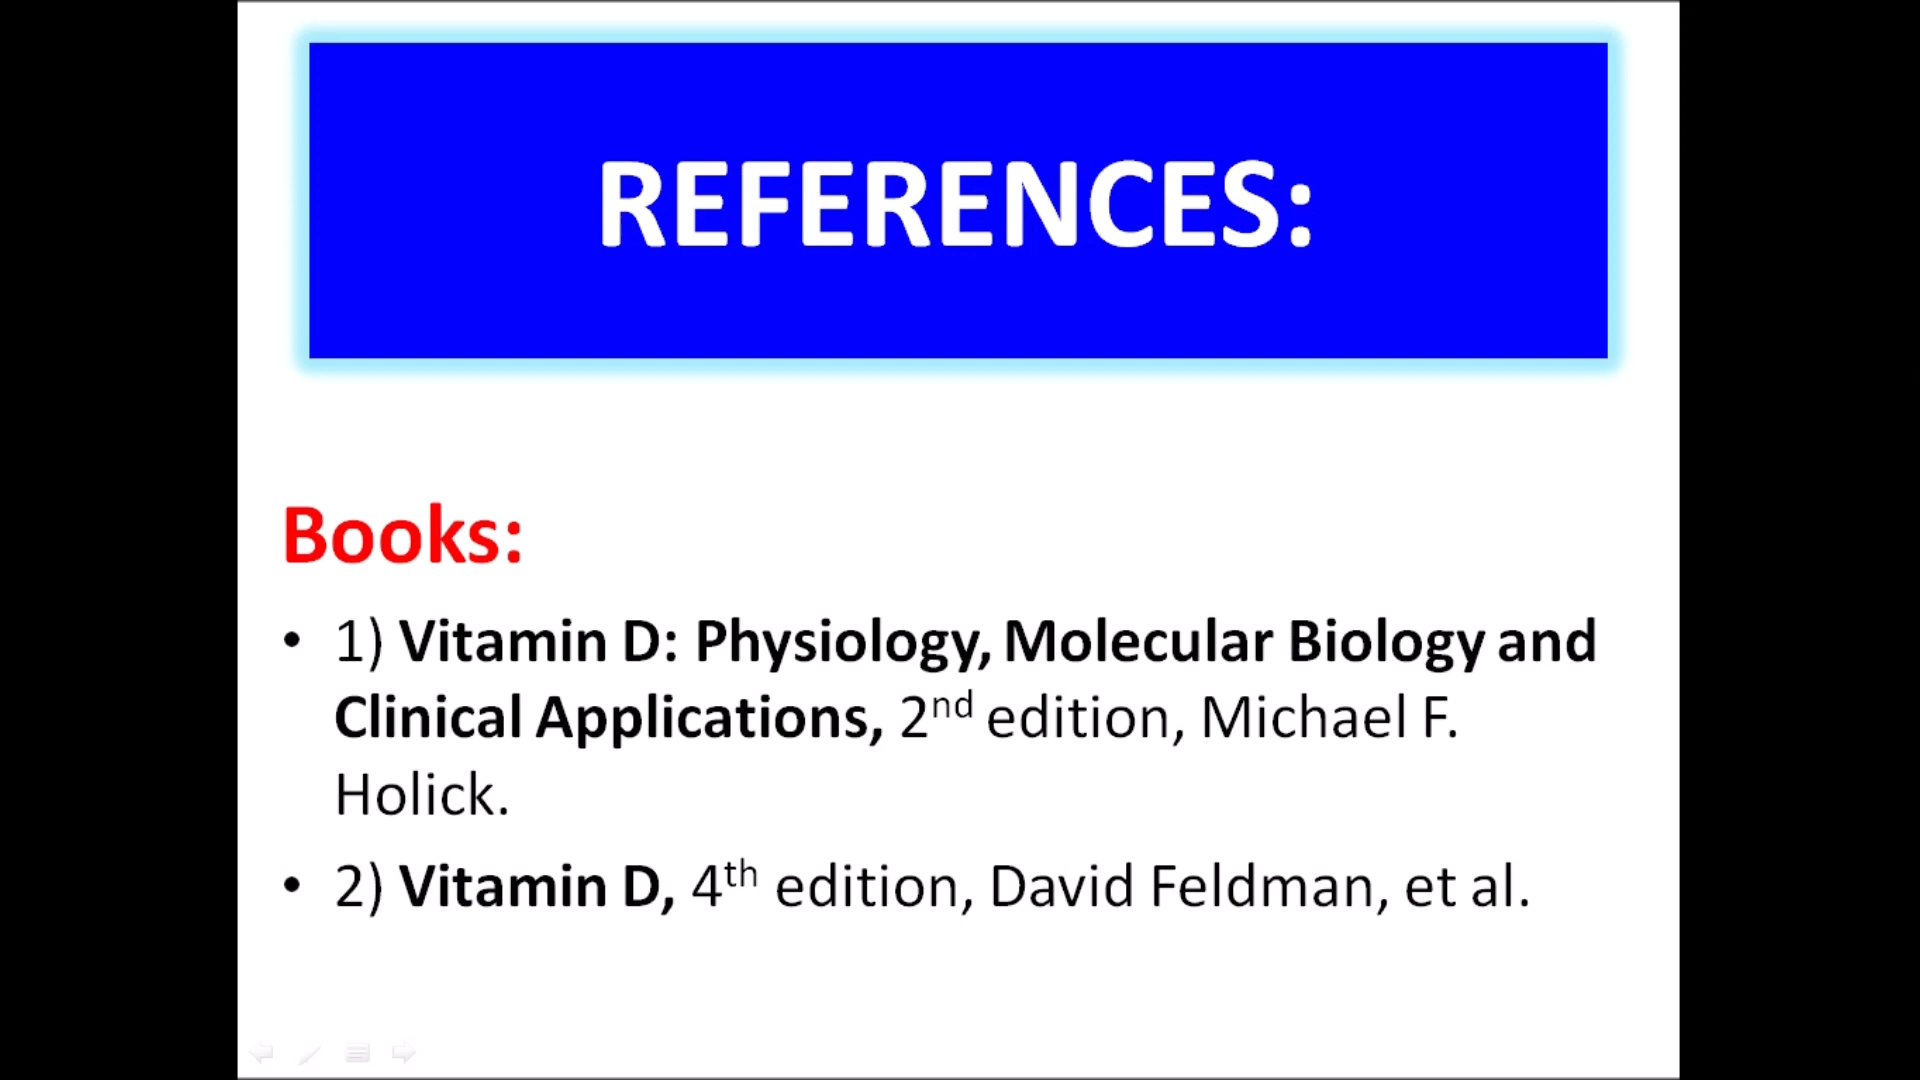 REFERENCES:
Books:
• 1) Vitamin D: Physiology, Molecular Biology and
Clinical Applications, 2nd edition, Michael F.
Holick.
• 2) Vitamin D, 4th edition, David Feldman, et al.